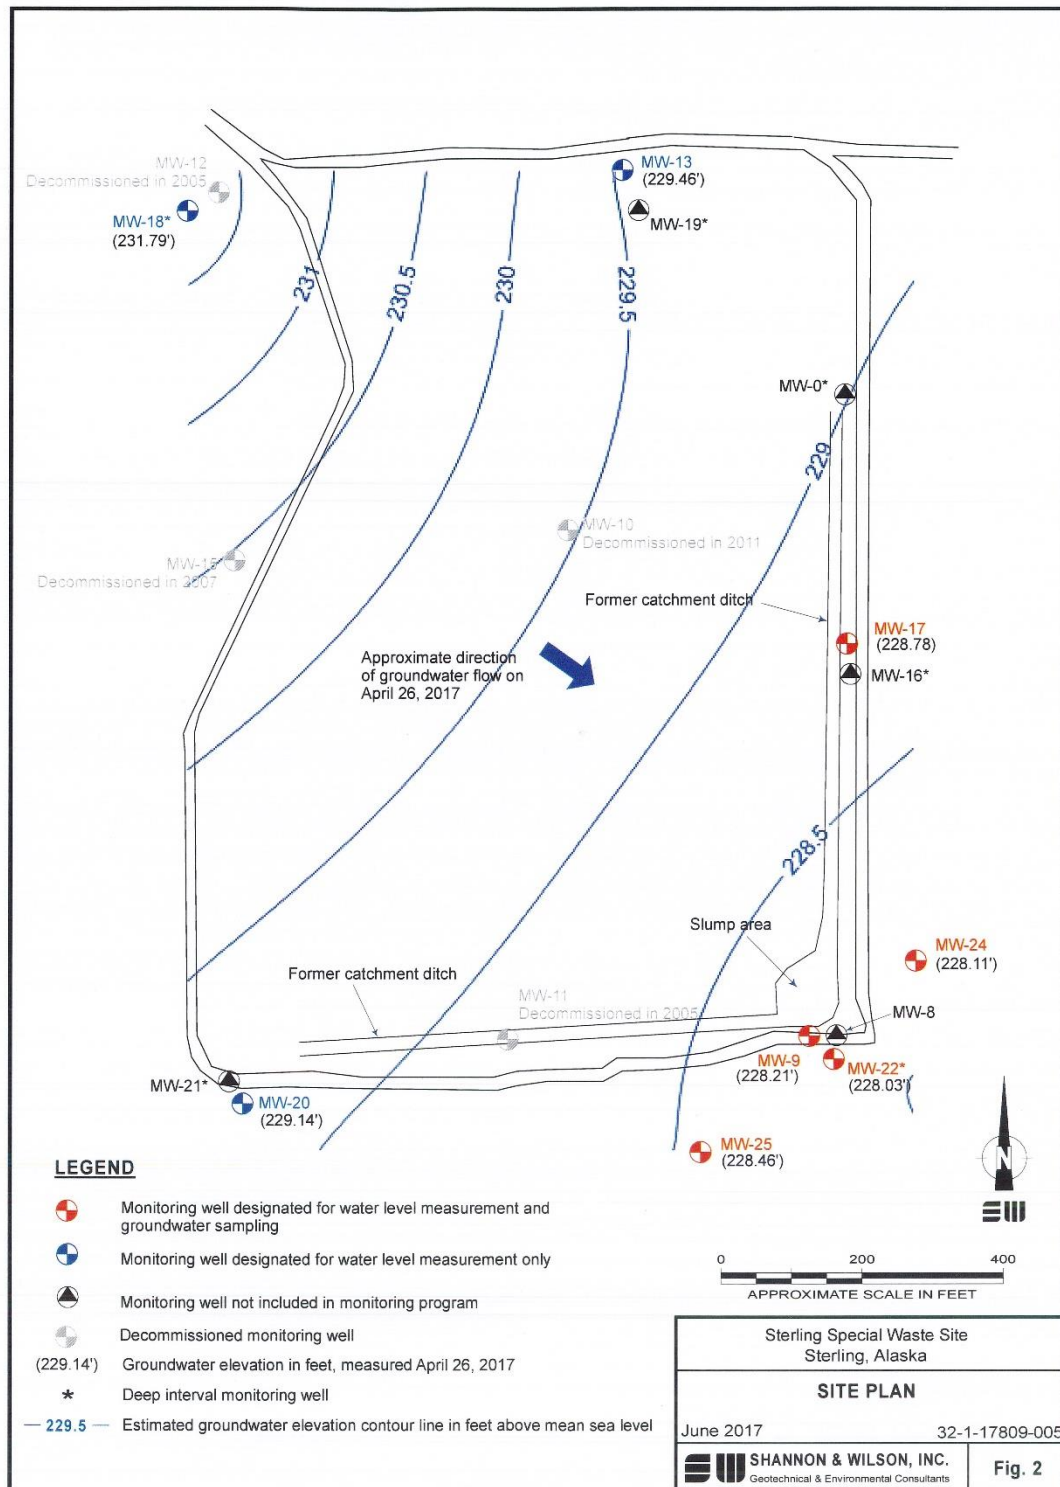 MW-12
Decommissioned in 2005
MW-13
(229.46')
MW-18*
(231.79')
MW-19*
231
230.5
230
229.5
MW-0*
229
MW-10
Decommissioned in 2011
MW-15
Decommissioned in 2007
Former catchment ditch
MW-17
(228.78)
MW-16*
Approximate direction
of groundwater flow on
April 26, 2017
228.5
Slump area
MW-24
(228.11')
Former catchment ditch
MW-11
Decommissioned in 2005
MW-8
MW-9
(228.21')
MW-22*
(228.03')
MW-21*
MW-20
(229.14')
MW-25
(228.46')
N
LEGEND
Monitoring well designated for water level measurement and
groundwater sampling
Monitoring well designated for water level measurement only
Monitoring well not included in monitoring program
Decommissioned monitoring well
(229.14') Groundwater elevation in feet, measured April 26, 2017
* Deep interval monitoring well
229.5 Estimated groundwater elevation contour line in feet above mean sea level
0 200 400
APPROXIMATE SCALE IN FEET
Sterling Special Waste Site
Sterling, Alaska
SITE PLAN
June 2017 32-1-17809-005
SHANNON & WILSON, INC.
Geotechnical & Environmental Consultants
Fig. 2